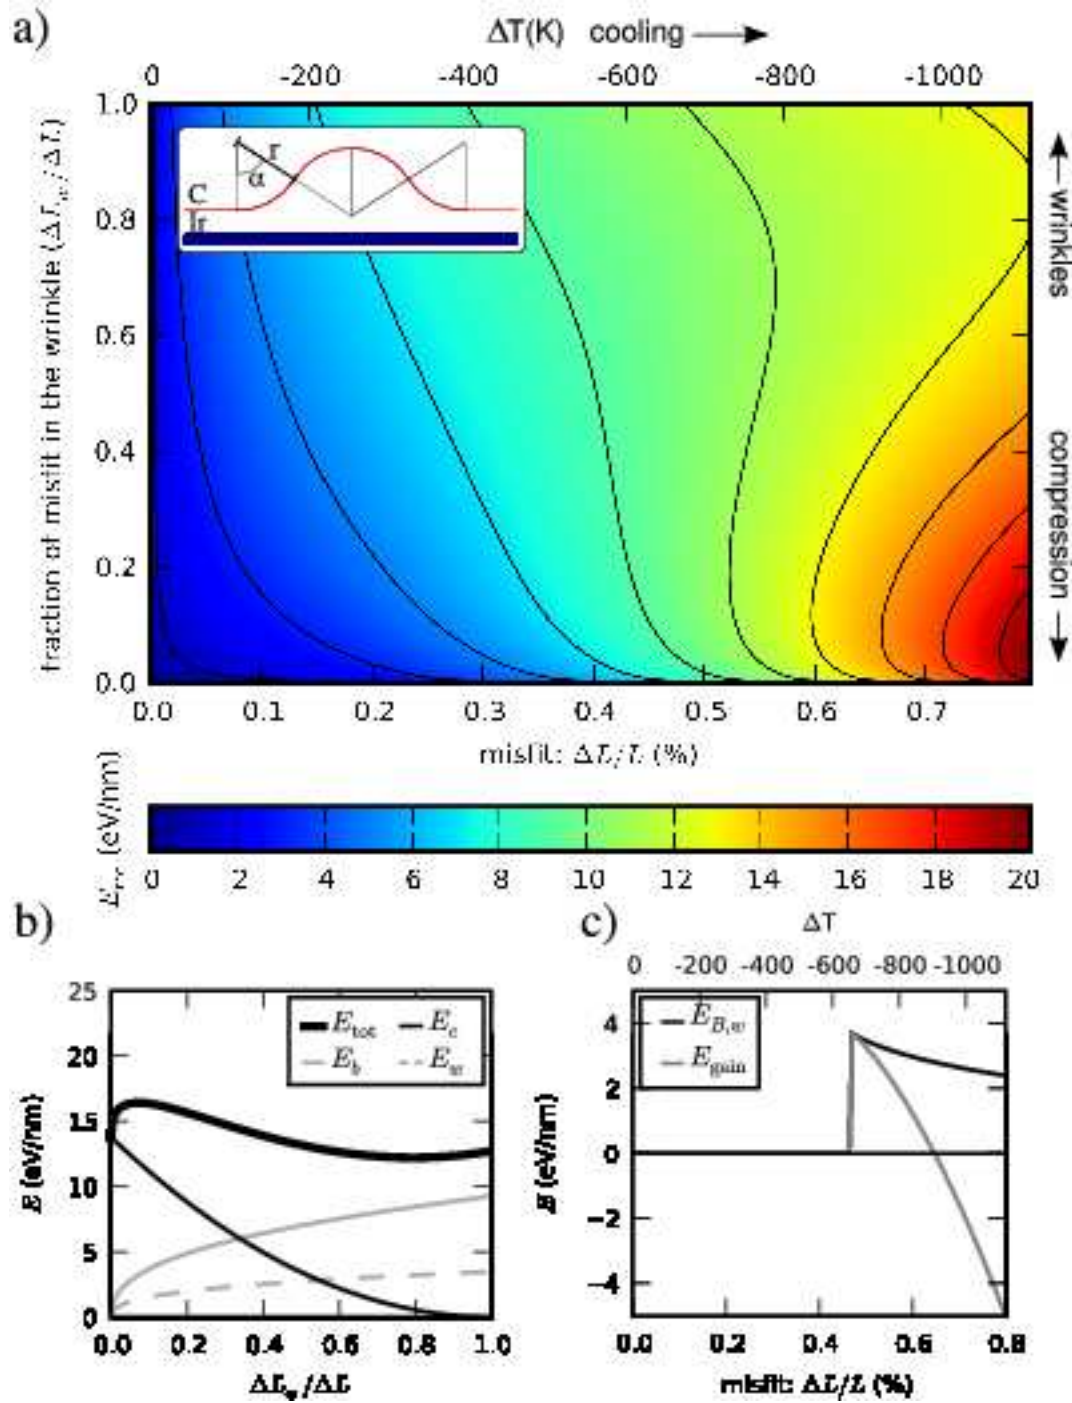 a)
ΔT(K) cooling
0 -200 -400 -600 -800 -1000
1.0
0.8
0.6
0.4
0.2
0.0
fraction of misfit in the wrinkle (ΔL_w/ΔL)
r
α
C
Ir
wrinkles
compression
0.0 0.1 0.2 0.3 0.4 0.5 0.6 0.7
misfit: ΔL/L (%)
(eV/nm)
0 2 4 6 8 10 12 14 16 18 20
b)
25
20
15
10
5
0
E (eV/nm)
E_tot E_c
E_b E_w
0.0 0.2 0.4 0.6 0.8 1.0
ΔL_w/ΔL
c)
ΔT
0 -200 -400 -600 -800 -1000
4
2
0
−2
−4
E (eV/nm)
E_B,w
E_gain
0.0 0.2 0.4 0.6 0.8
misfit: ΔL/L (%)